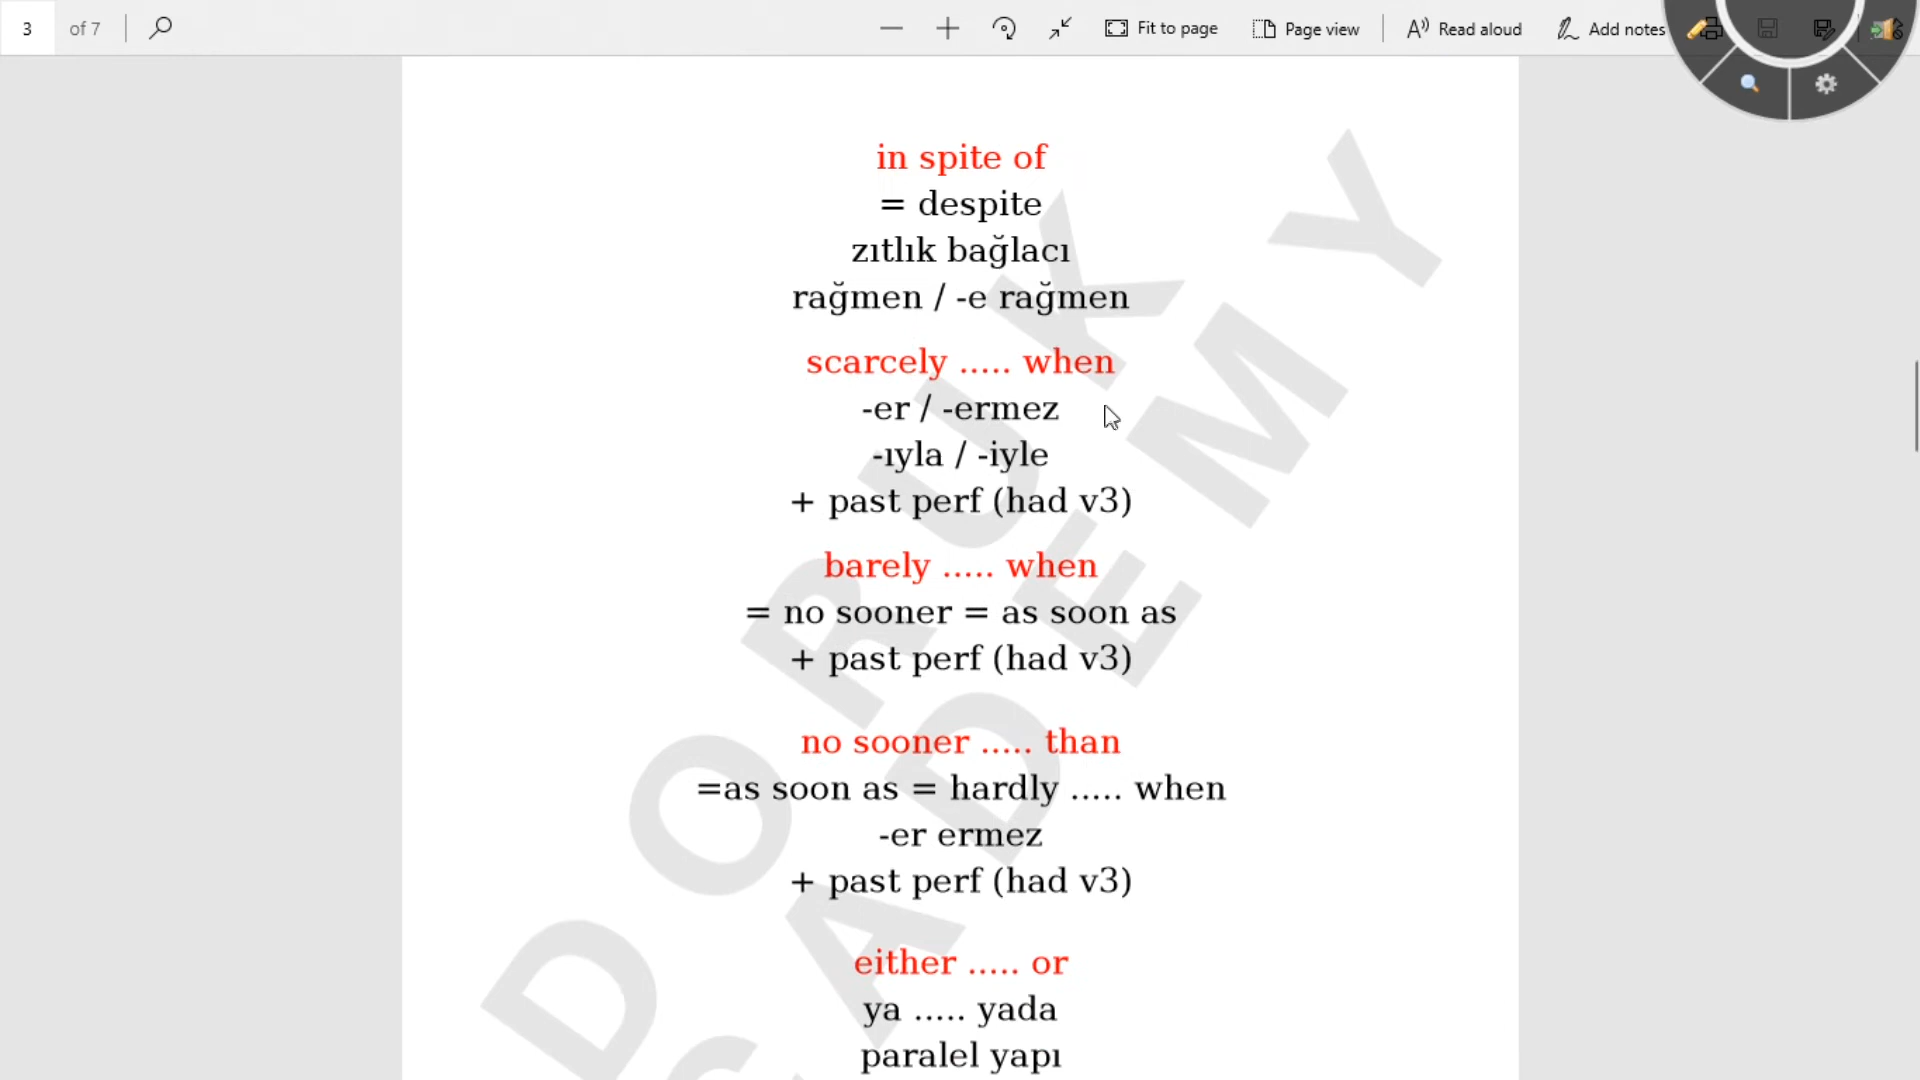 3 of 7 Fit to page Page view Read aloud Add notes
in spite of
= despite
zıtlık bağlacı
rağmen / -e rağmen
scarcely ..... when
-er / -ermez
-ıyla / -iyle
+ past perf (had v3)
barely ..... when
= no sooner = as soon as
+ past perf (had v3)
no sooner ..... than
=as soon as = hardly ..... when
-er ermez
+ past perf (had v3)
either ..... or
ya ..... yada
paralel yapı
DORUK
ADEMY